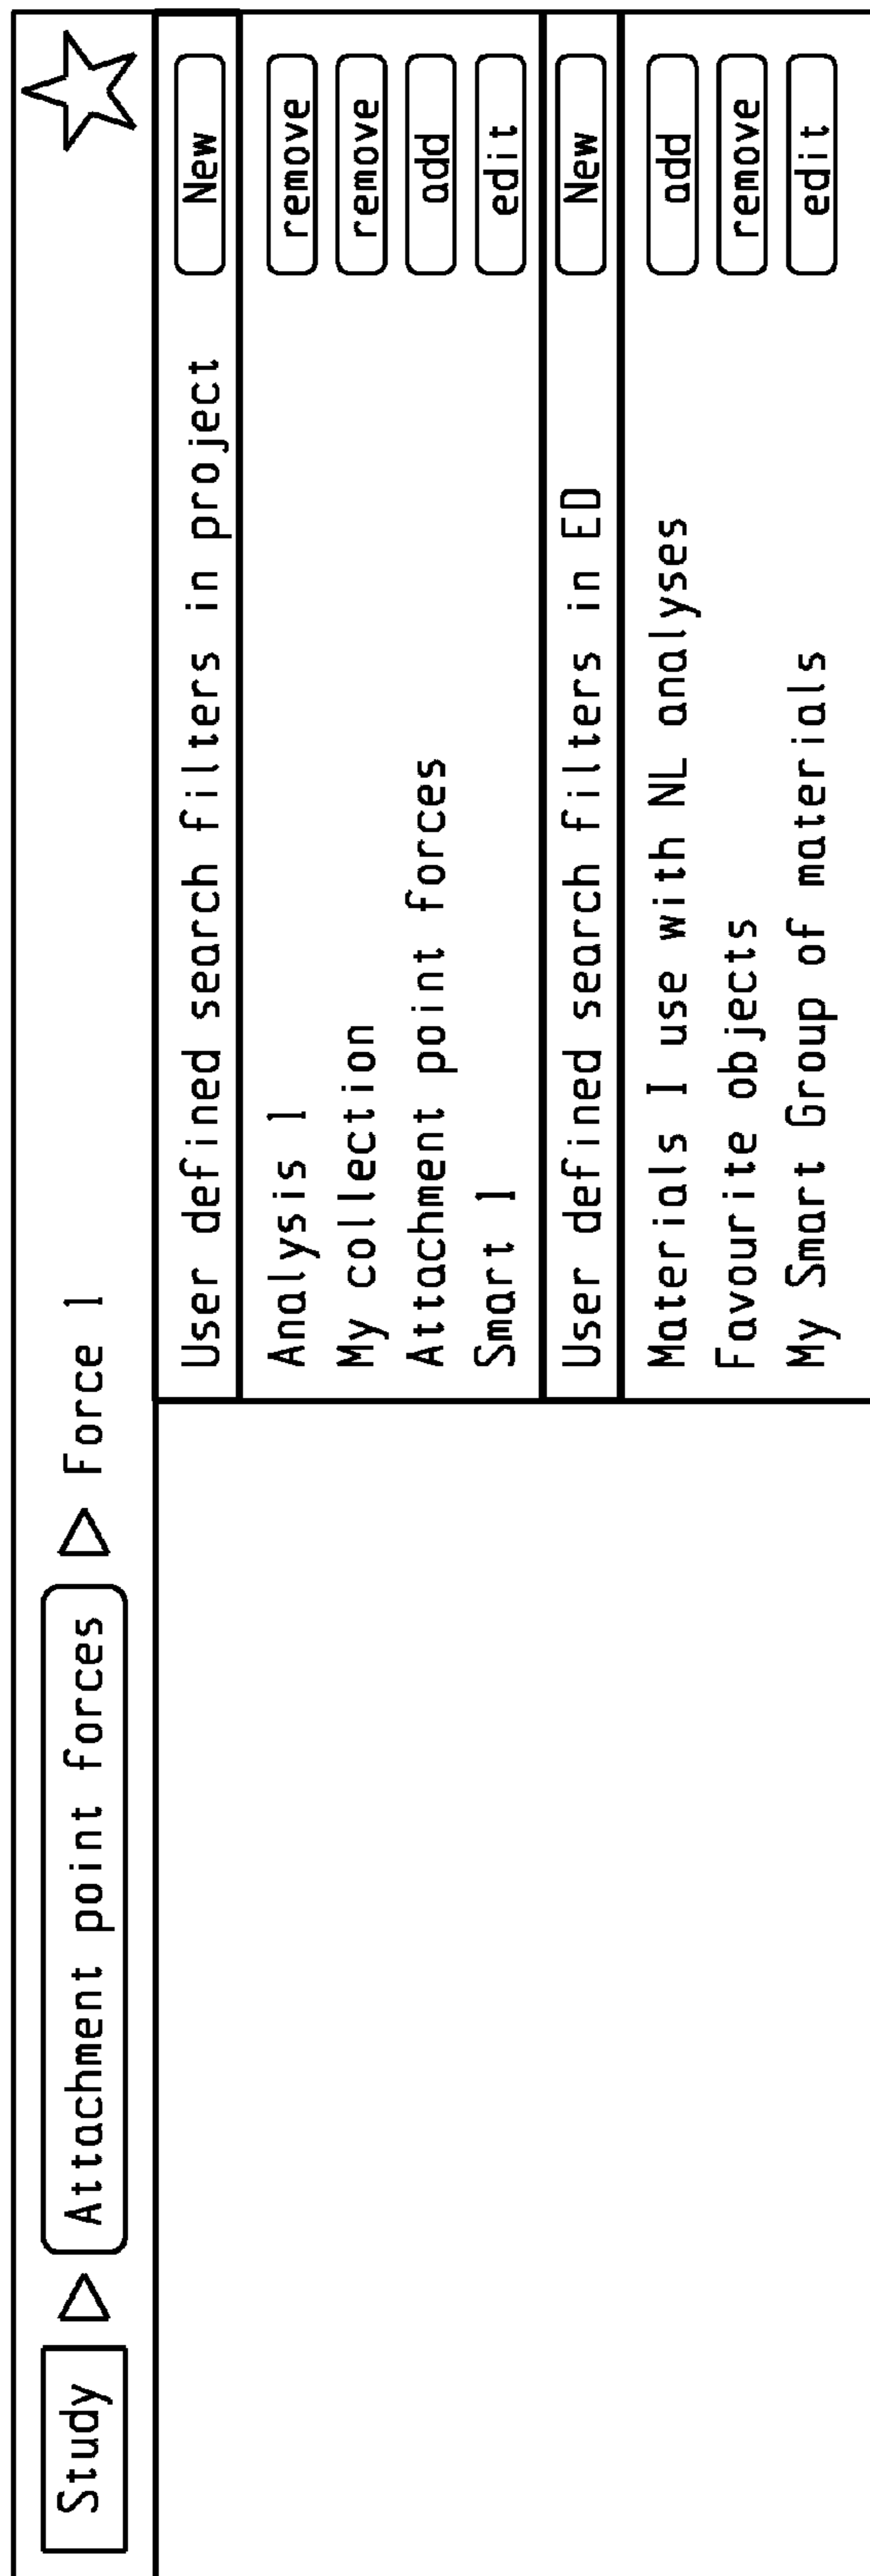 Study ▷ Attachment point forces ▷ Force 1
User defined search filters in project New
Analysis 1 remove
My collection remove
Attachment point forces add
Smart 1 edit
User defined search filters in ED New
Materials I use with NL analyses add
Favourite objects remove
My Smart Group of materials edit